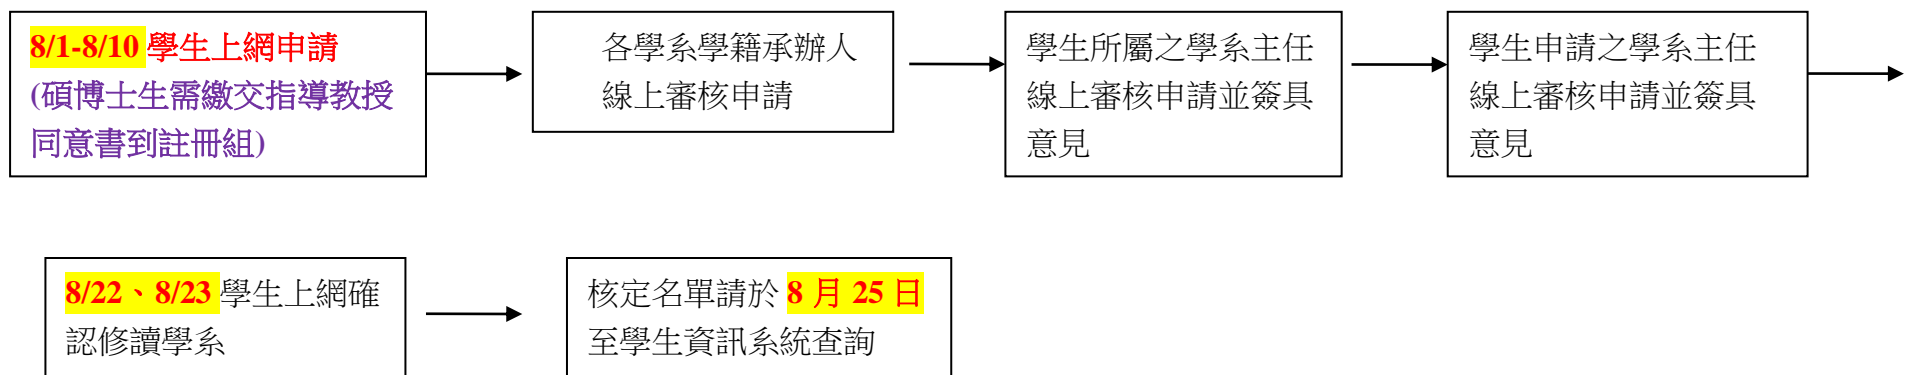 8/1-8/10 學生上網申請
(碩博士生需繳交指導教授
同意書到註冊組)
各學系學籍承辦人
線上審核申請
學生所屬之學系主任
線上審核申請並簽具
意見
學生申請之學系主任
線上審核申請並簽具
意見
8/22、8/23 學生上網確
認修讀學系
核定名單請於 8 月 25 日
至學生資訊系統查詢